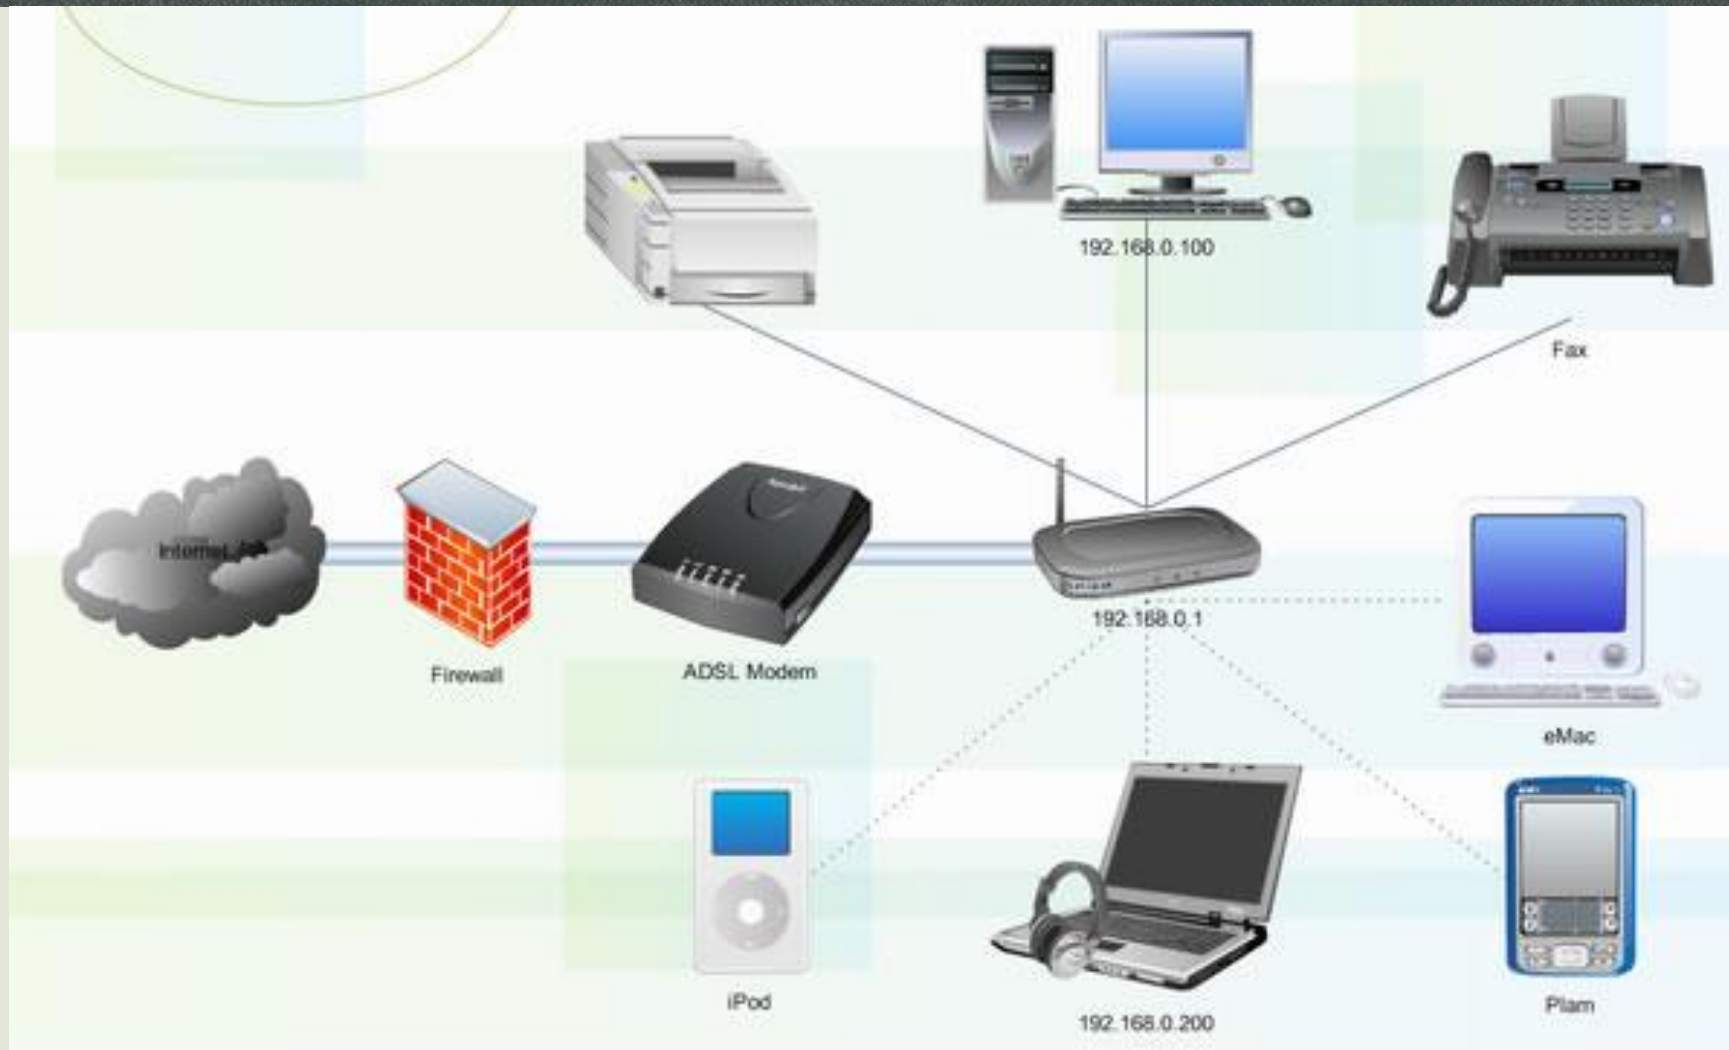 192.168.0.100
Fax
Internet
192.168.0.1
Firewall
ADSL Modem
eMac
iPod
192.168.0.200
Plam